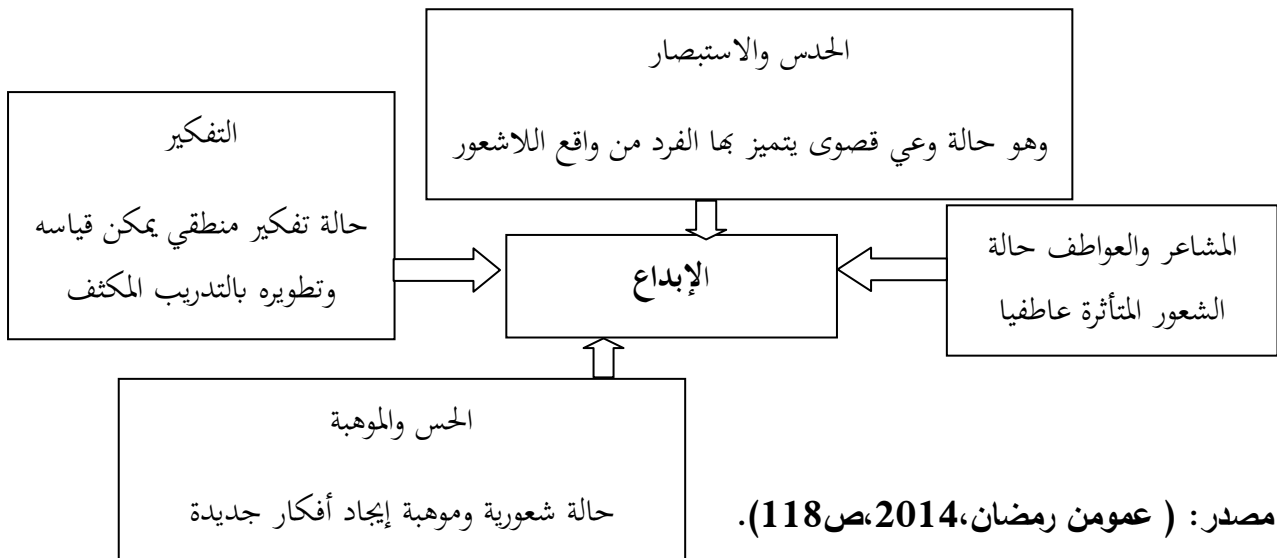 الحدس والاستبصار
وهو حالة وعي قصوى يتميز بها الفرد من واقع اللاشعور
التفكير
حالة تفكير منطقي يمكن قياسه
وتطويره بالتدريب المكثف
المشاعر والعواطف حالة
الشعور المتأثرة عاطفيا
الإبداع
الحس والموهبة
حالة شعورية وموهبة إيجاد أفكار جديدة
مصدر: ( عمومن رمضان،2014،ص118).